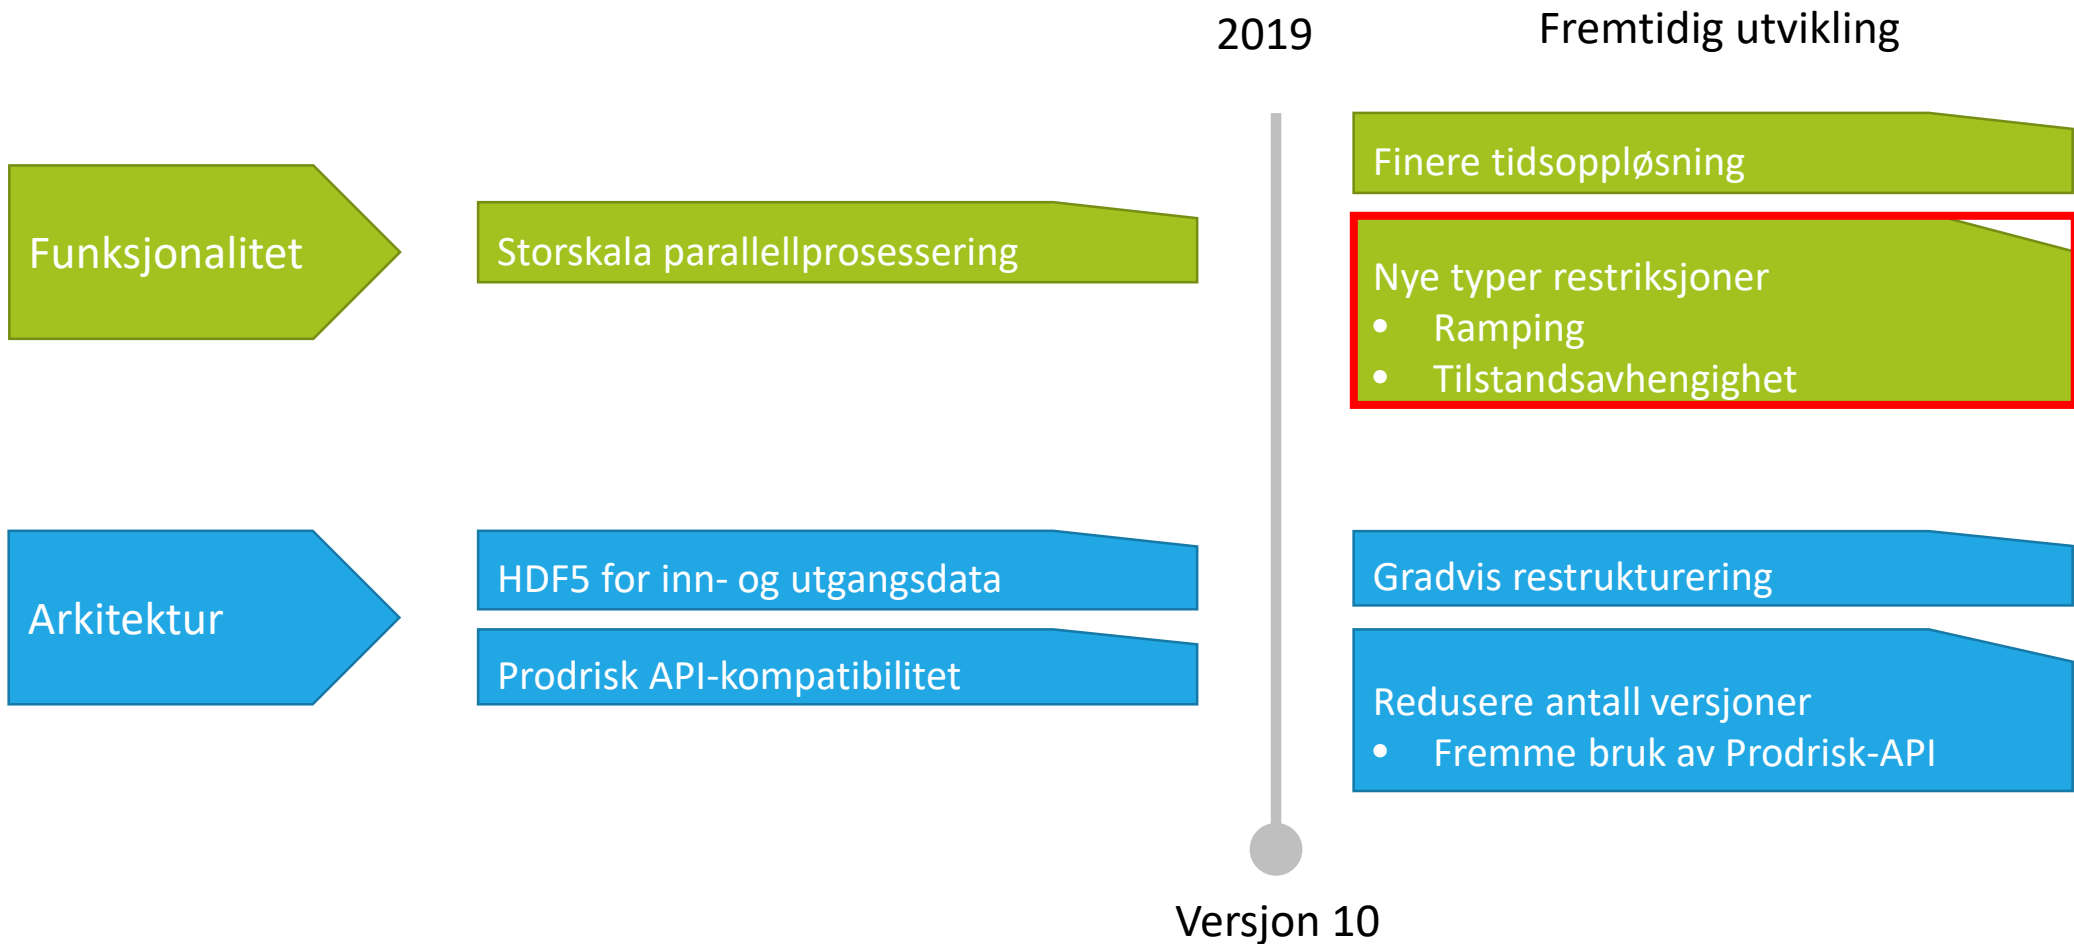 2019
Fremtidig utvikling
Funksjonalitet
Storskala parallellprosessering
Finere tidsoppløsning
Nye typer restriksjoner
• Ramping
• Tilstandsavhengighet
Arkitektur
HDF5 for inn- og utgangsdata
Prodrisk API-kompatibilitet
Gradvis restrukturering
Redusere antall versjoner
• Fremme bruk av Prodrisk-API
Versjon 10